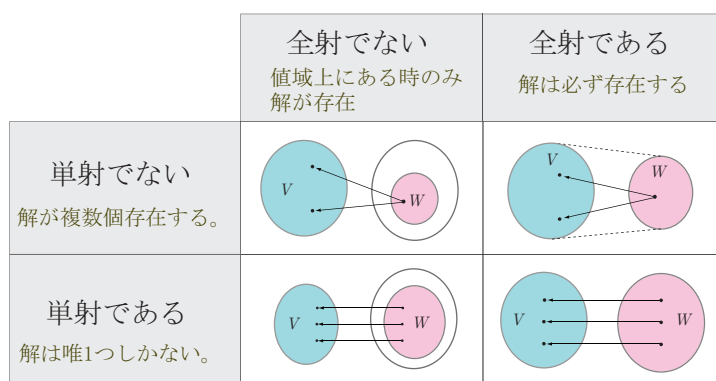 全射でない
値域上にある時のみ
解が存在
全射である
解は必ず存在する
単射でない
解が複数個存在する。
V
W
V
W
単射である
解は唯1つしかない。
V
W
V
W